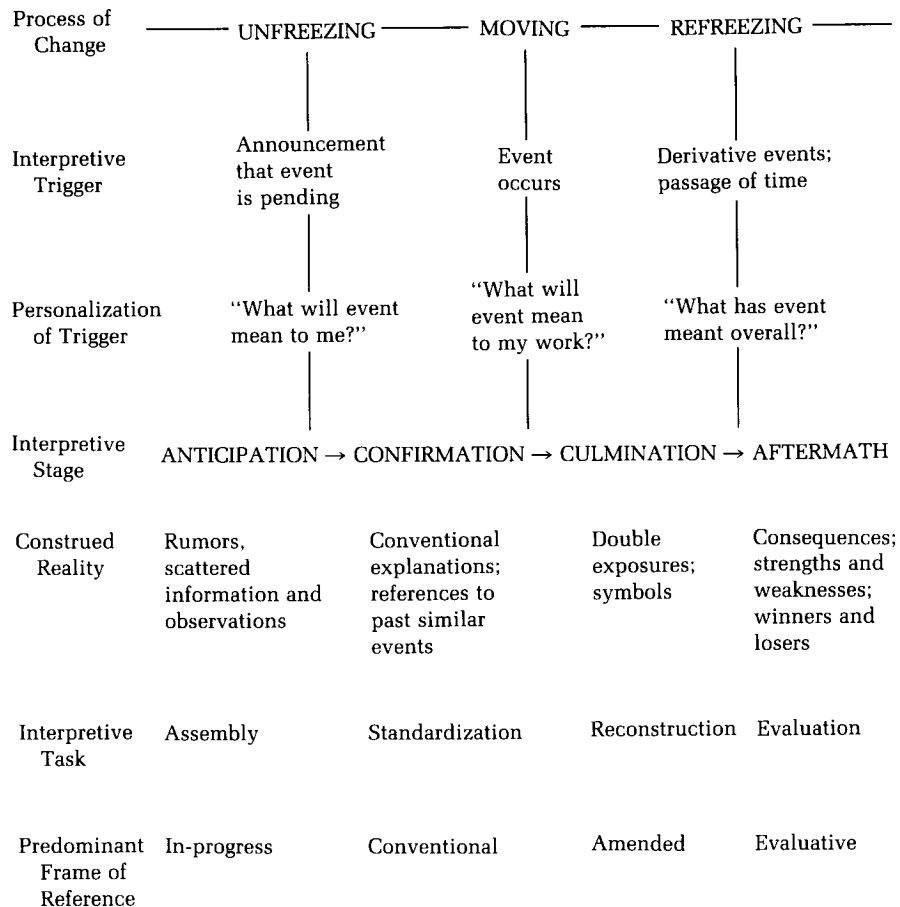 Process of Change UNFREEZING MOVING REFREEZING
Interpretive Trigger
Announcement
that event
is pending
Event
occurs
Derivative events;
passage of time
Personalization
of Trigger
“What will event
mean to me?”
“What will
event mean
to my work?”
“What has event
meant overall?”
Interpretive
Stage
ANTICIPATION → CONFIRMATION → CULMINATION → AFTERMATH
Construed
Reality
Rumors,
scattered
information and
observations
Conventional
explanations;
references to
past similar
events
Double
exposures;
symbols
Consequences;
strengths and
weaknesses;
winners and
losers
Interpretive
Task
Assembly
Standardization
Reconstruction
Evaluation
Predominant
Frame of
Reference
In-progress
Conventional
Amended
Evaluative